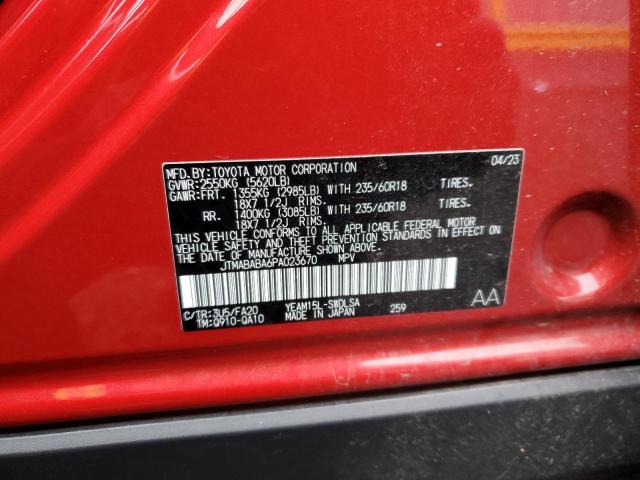 MFD.BY:TOYOTA MOTOR CORPORATION 04/23
GVWR:2550KG (5620LB)
GAWR:FRT. 1355KG (2985LB) WITH 235/60R18 TIRES.
18X7 1/2J RIMS.
RR. 1400KG (3085LB) WITH 235/60R18 TIRES.
18X7 1/2J RIMS.
THIS VEHICLE CONFORMS TO ALL APPLICABLE FEDERAL MOTOR
VEHICLE SAFETY AND THEFT PREVENTION STANDARDS IN EFFECT ON
THE DATE OF MANUFACTURE SHOWN ABOVE.
JTMABABA6PA023670 MPV
C/TR:3U5/FA20 YEAM15L-SWDLSA 259 AA
TM:Q910-QA10 MADE IN JAPAN